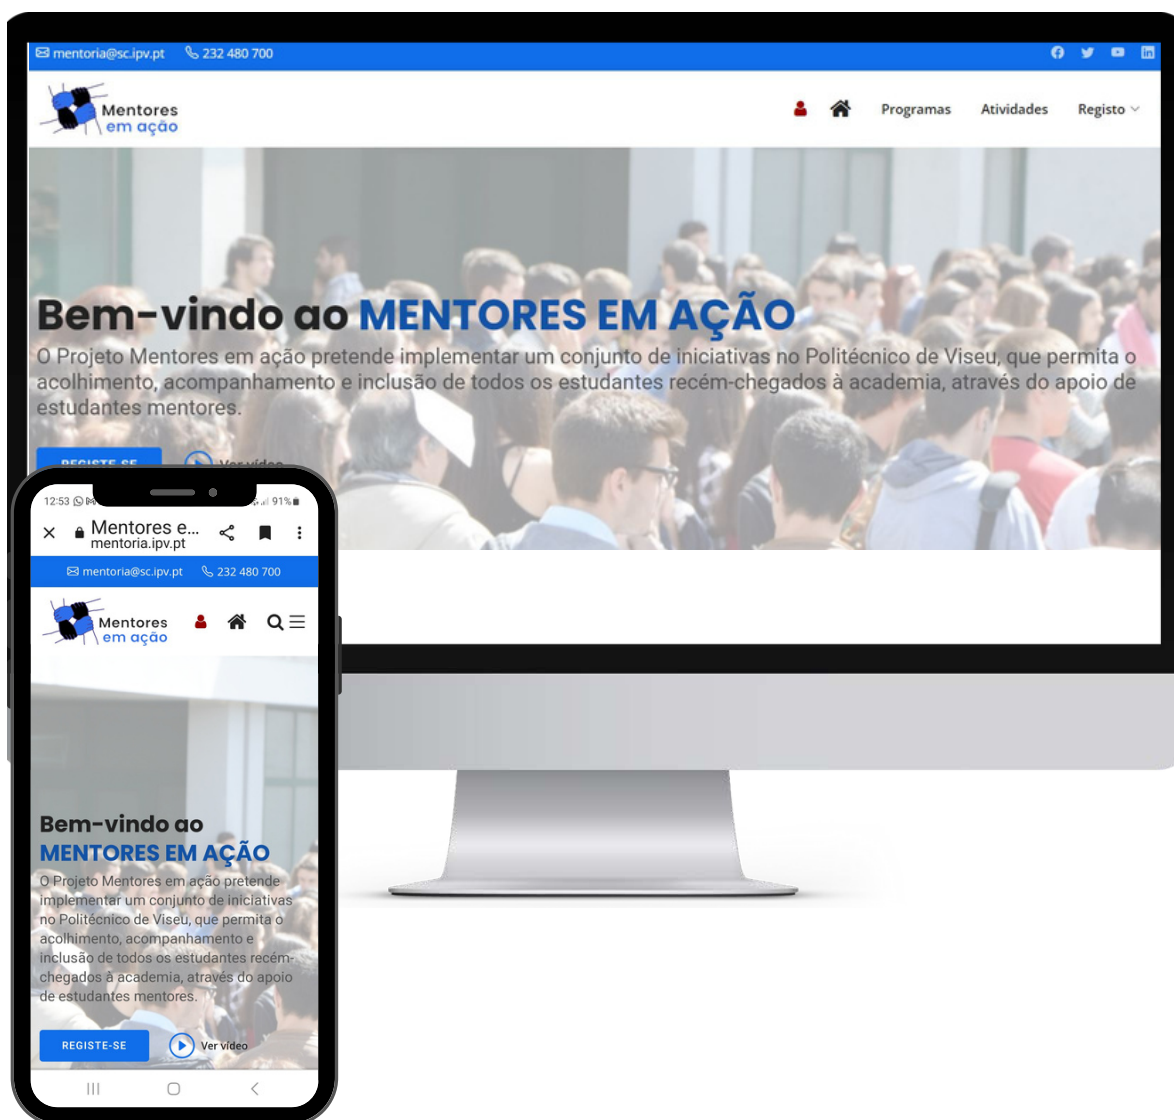 mentoria@sc.ipv.pt 232 480 700
Mentores
em ação
Programas Atividades Registo
Bem-vindo ao MENTORES EM AÇÃO
O Projeto Mentores em ação pretende implementar um conjunto de iniciativas no Politécnico de Viseu, que permita o
acolhimento, acompanhamento e inclusão de todos os estudantes recém-chegados à academia, através do apoio de
estudantes mentores.
REGISTE-SE Ver vídeo
12:53 91%
Mentores e...
mentoria.ipv.pt
mentoria@sc.ipv.pt 232 480 700
Mentores
em ação
Bem-vindo ao
MENTORES EM AÇÃO
O Projeto Mentores em ação pretende
implementar um conjunto de iniciativas
no Politécnico de Viseu, que permita o
acolhimento, acompanhamento e
inclusão de todos os estudantes recém-
chegados à academia, através do apoio
de estudantes mentores.
REGISTE-SE Ver vídeo